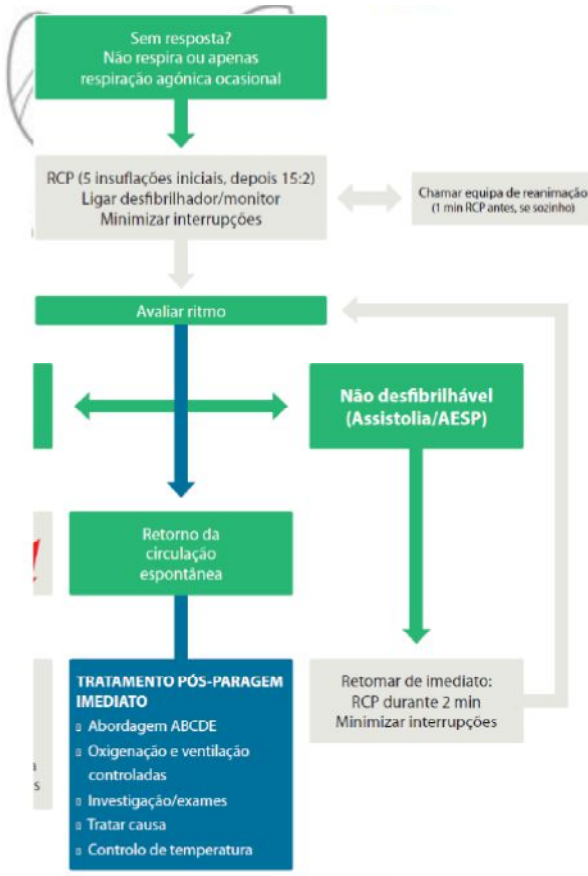 Sem resposta?
Não respira ou apenas
respiração agónica ocasional
RCP (5 insuflações iniciais, depois 15:2)
Ligar desfibrilhador/monitor
Minimizar interrupções
Chamar equipa de reanimação
(1 min RCP antes, se sozinho)
Avaliar ritmo
Não desfibrilhável
(Assistolia/AESP)
Retorno da
circulação
espontânea
TRATAMENTO PÓS-PARAGEM
IMEDIATO
Abordagem ABCDE
Oxigenação e ventilação
controladas
Investigação/exames
Tratar causa
Controlo de temperatura
Retomar de imediato:
RCP durante 2 min
Minimizar interrupções